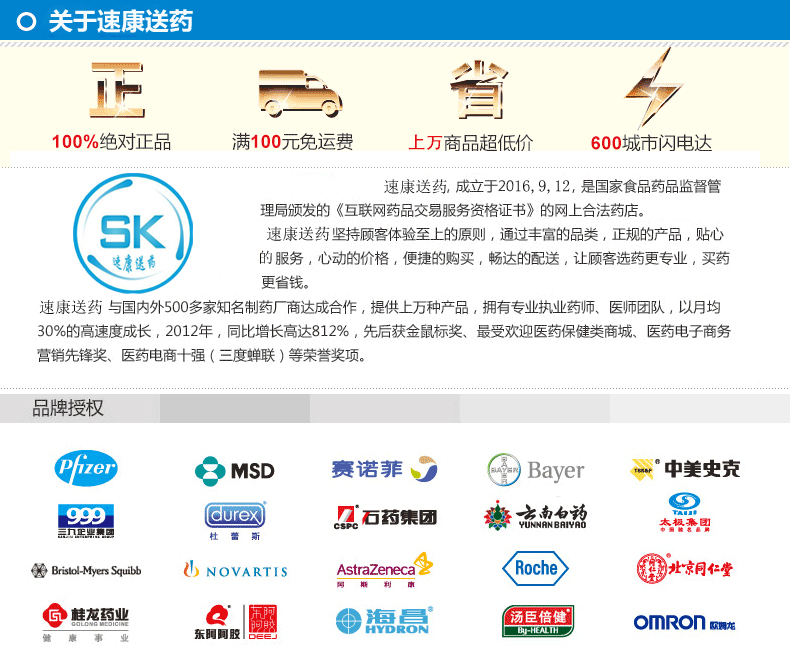 关于速康送药
正
省
100%绝对正品
满100元免运费
上万商品超低价
600城市闪电达
SK
速康送药
速康送药, 成立于2016,9,12, 是国家食品药品监督管
理局颁发的《互联网药品交易服务资格证书》的网上合法药店。
速康送药 坚持顾客体验至上的原则，通过丰富的品类，正规的产品，贴心
的 服务，心动的价格，便捷的购买，畅达的配送，让顾客选药更专业，买药
更省钱。
速康送药 与国内外500多家知名制药厂商达成合作，提供上万种产品，拥有专业执业药师、医师团队，以月均
30%的高速度成长，2012年，同比增长高达812%，先后获金鼠标奖、最受欢迎医药保健类商城、医药电子商务
营销先锋奖、医药电商十强（三度蝉联）等荣誉奖项。
品牌授权
Pfizer
MSD
赛诺菲
BAYER
Bayer
中美史克
999
三九企业集团
durex
杜蕾斯
CSPC 石药集团
云南白药
YUNNAN BAIYAO
TAIJI
太极集团
Bristol-Myers Squibb
NOVARTIS
AstraZeneca
阿斯利康
Roche
北京同仁堂
桂龙药业
GOLONG MEDICINE
健康事业
东阿阿胶
DEEJ
海昌
HYDRON
汤臣倍健
By-HEALTH
OMRON 欧姆龙